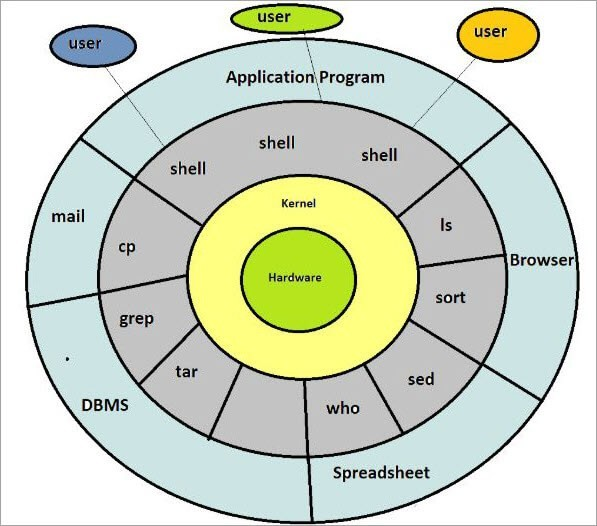 user
user
user
Application Program
shell
shell
shell
Kernel
mail
ls
cp
Browser
Hardware
sort
grep
tar
sed
DBMS
who
Spreadsheet